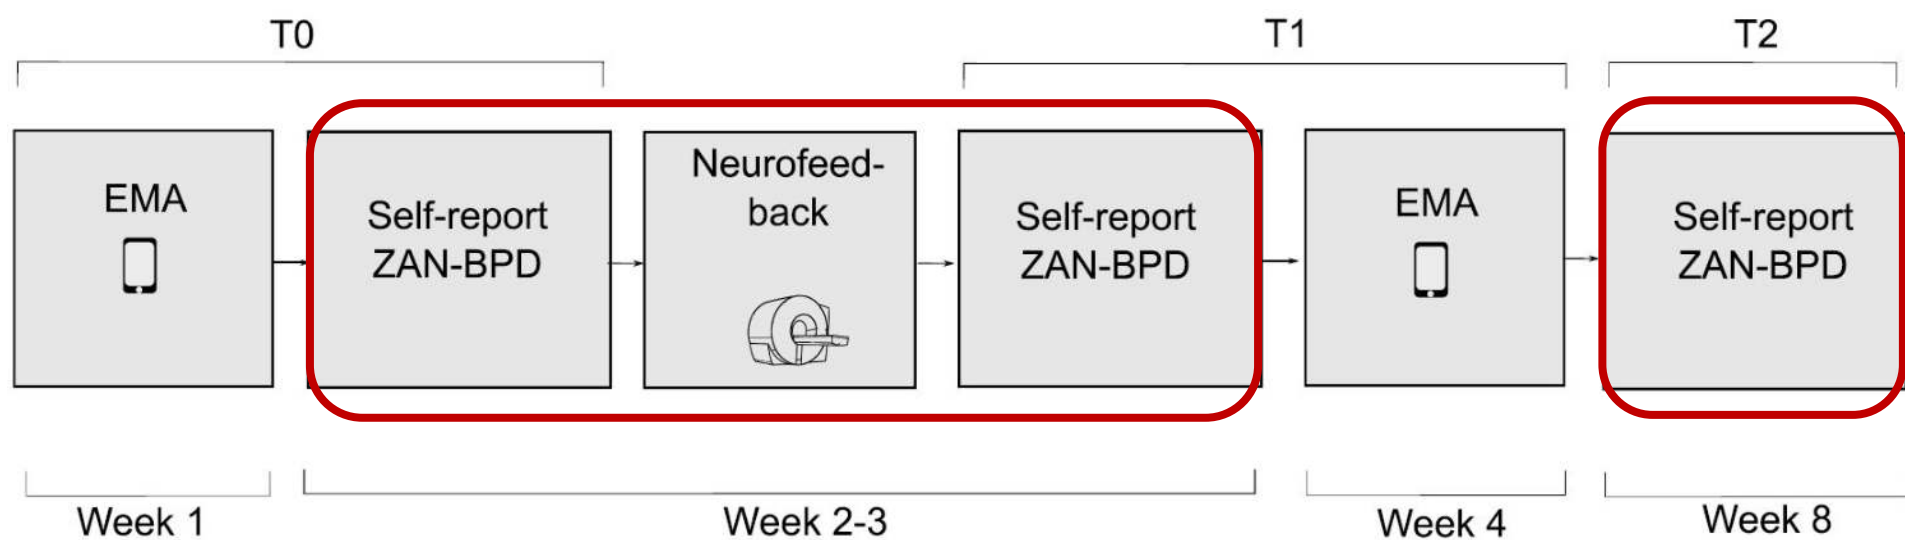 T0
T1
T2
EMA
Self-report
ZAN-BPD
Neurofeed-
back
Self-report
ZAN-BPD
EMA
Self-report
ZAN-BPD
Week 1
Week 2-3
Week 4
Week 8